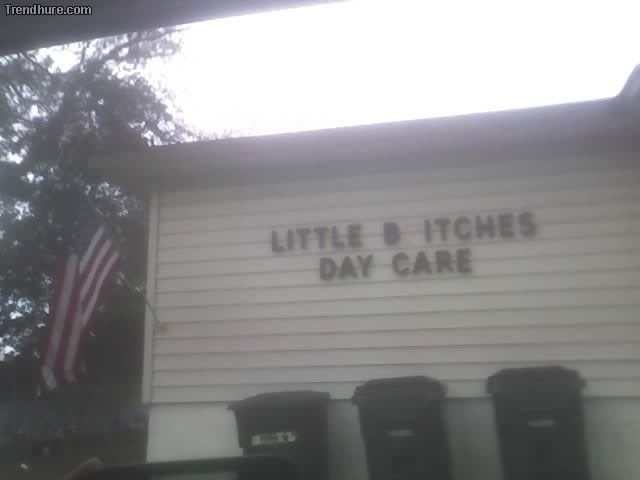 Trendhure.com
LITTLE B ITCHES
DAY CARE